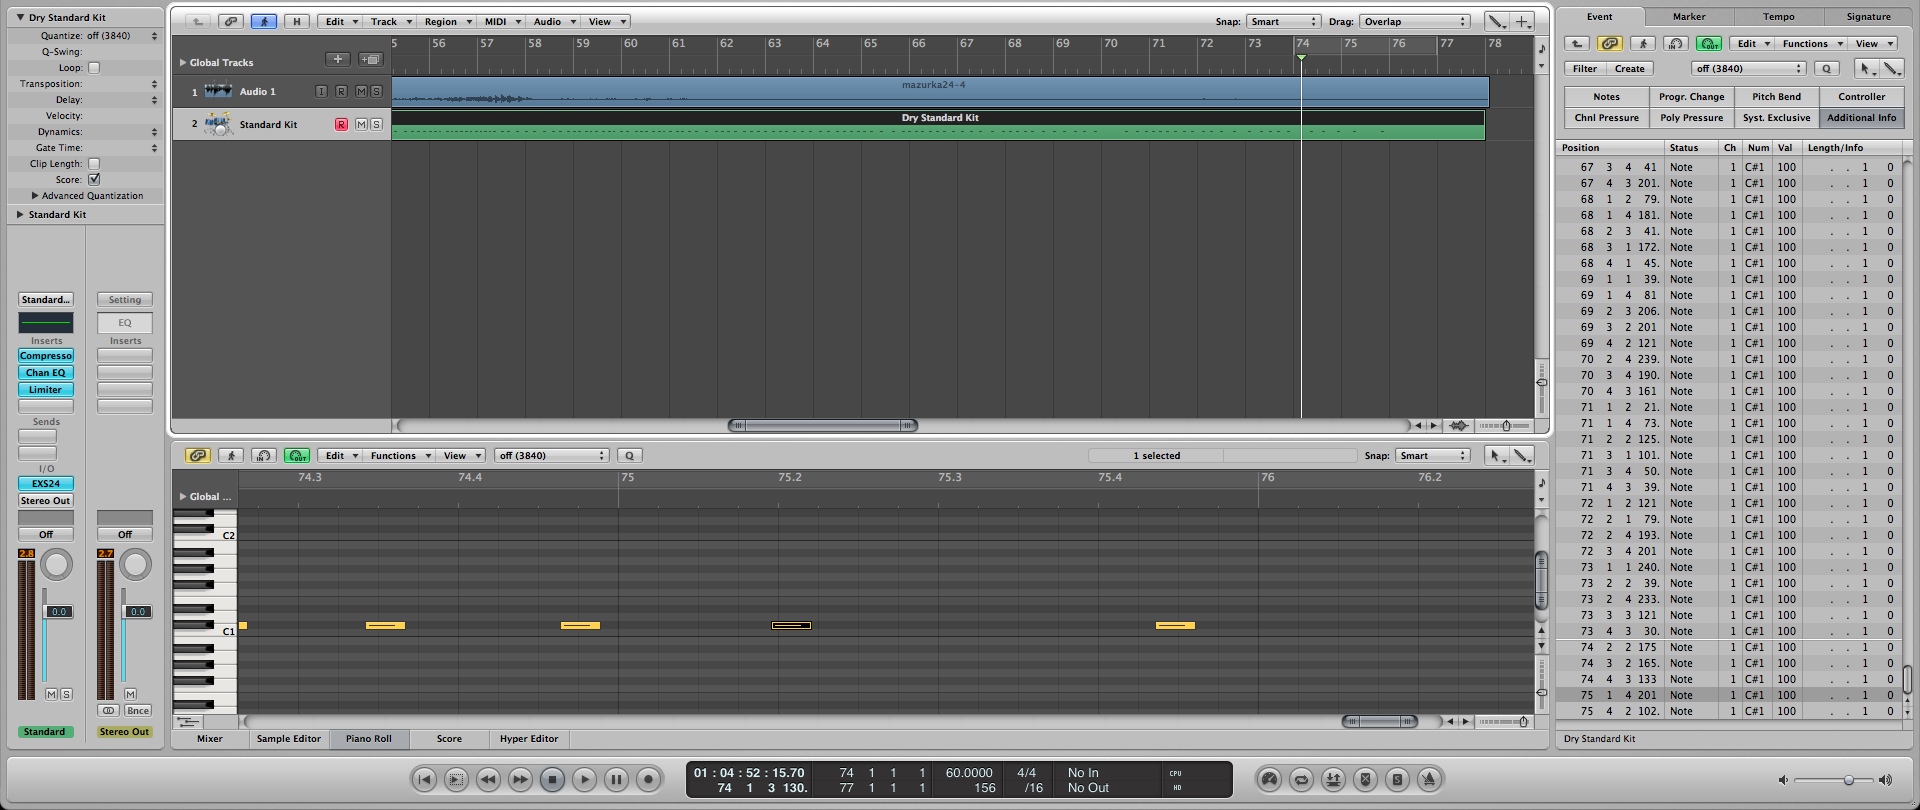 Dry Standard Kit
Quantize: off (3840)
Q-Swing:
Loop:
Transposition:
Delay:
Velocity:
Dynamics:
Gate Time:
Clip Length:
Score:
Advanced Quantization
Standard Kit
Standard... Setting
EQ
Inserts Inserts
Compresso
Chan EQ
Limiter
Sends
I/O
EXS24
Stereo Out
Off Off
2.8 2.7
0.0 0.0
M S M
Bnce
Standard Stereo Out
H Edit Track Region MIDI Audio View Snap: Smart Drag: Overlap
5 56 57 58 59 60 61 62 63 64 65 66 67 68 69 70 71 72 73 74 75 76 77 78
Global Tracks
1 Audio 1 I R M S mazurka24-4
2 Standard Kit R M S Dry Standard Kit
IN OUT Edit Functions View off (3840) Q 1 selected Snap: Smart
74.3 74.4 75 75.2 75.3 75.4 76 76.2
Global ...
C2
C1
Mixer Sample Editor Piano Roll Score Hyper Editor
Event Marker Tempo Signature
IN OUT Edit Functions View
Filter Create off (3840) Q
Notes Progr. Change Pitch Bend Controller
Chnl Pressure Poly Pressure Syst. Exclusive Additional Info
Position Status Ch Num Val Length/Info
67 3 4 41 Note 1 C#1 100 . . 1 0
67 4 3 201. Note 1 C#1 100 . . 1 0
68 1 2 79. Note 1 C#1 100 . . 1 0
68 1 4 181. Note 1 C#1 100 . . 1 0
68 2 3 41. Note 1 C#1 100 . . 1 0
68 3 1 172. Note 1 C#1 100 . . 1 0
68 4 1 45. Note 1 C#1 100 . . 1 0
69 1 1 39. Note 1 C#1 100 . . 1 0
69 1 4 81 Note 1 C#1 100 . . 1 0
69 2 3 206. Note 1 C#1 100 . . 1 0
69 3 2 201 Note 1 C#1 100 . . 1 0
69 4 2 121 Note 1 C#1 100 . . 1 0
70 2 4 239. Note 1 C#1 100 . . 1 0
70 3 4 190. Note 1 C#1 100 . . 1 0
70 4 3 161 Note 1 C#1 100 . . 1 0
71 1 2 21. Note 1 C#1 100 . . 1 0
71 1 4 73. Note 1 C#1 100 . . 1 0
71 2 2 125. Note 1 C#1 100 . . 1 0
71 3 1 101. Note 1 C#1 100 . . 1 0
71 3 4 50. Note 1 C#1 100 . . 1 0
71 4 3 39. Note 1 C#1 100 . . 1 0
72 1 2 121 Note 1 C#1 100 . . 1 0
72 2 1 79. Note 1 C#1 100 . . 1 0
72 2 4 193. Note 1 C#1 100 . . 1 0
72 3 4 201 Note 1 C#1 100 . . 1 0
73 1 1 240. Note 1 C#1 100 . . 1 0
73 2 2 39. Note 1 C#1 100 . . 1 0
73 2 4 233. Note 1 C#1 100 . . 1 0
73 3 3 121 Note 1 C#1 100 . . 1 0
73 4 3 30. Note 1 C#1 100 . . 1 0
74 2 2 175 Note 1 C#1 100 . . 1 0
74 3 2 165. Note 1 C#1 100 . . 1 0
74 4 3 133 Note 1 C#1 100 . . 1 0
75 1 4 201 Note 1 C#1 100 . . 1 0
75 4 2 102. Note 1 C#1 100 . . 1 0
Dry Standard Kit
01 : 04 : 52 : 15.70 74 1 1 1 60.0000 4/4 No In CPU
74 1 3 130. 77 1 1 1 156 /16 No Out HD
S